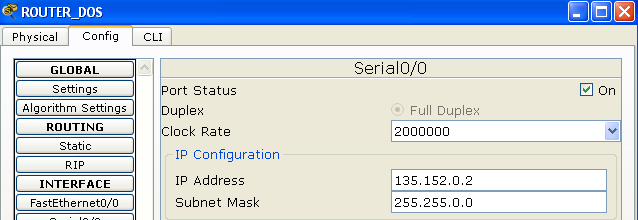 ROUTER_DOS
Physical Config CLI
GLOBAL
Settings
Algorithm Settings
ROUTING
Static
RIP
INTERFACE
FastEthernet0/0
Serial0/0
Serial0/0
Port Status On
Duplex Full Duplex
Clock Rate 2000000
IP Configuration
IP Address 135.152.0.2
Subnet Mask 255.255.0.0